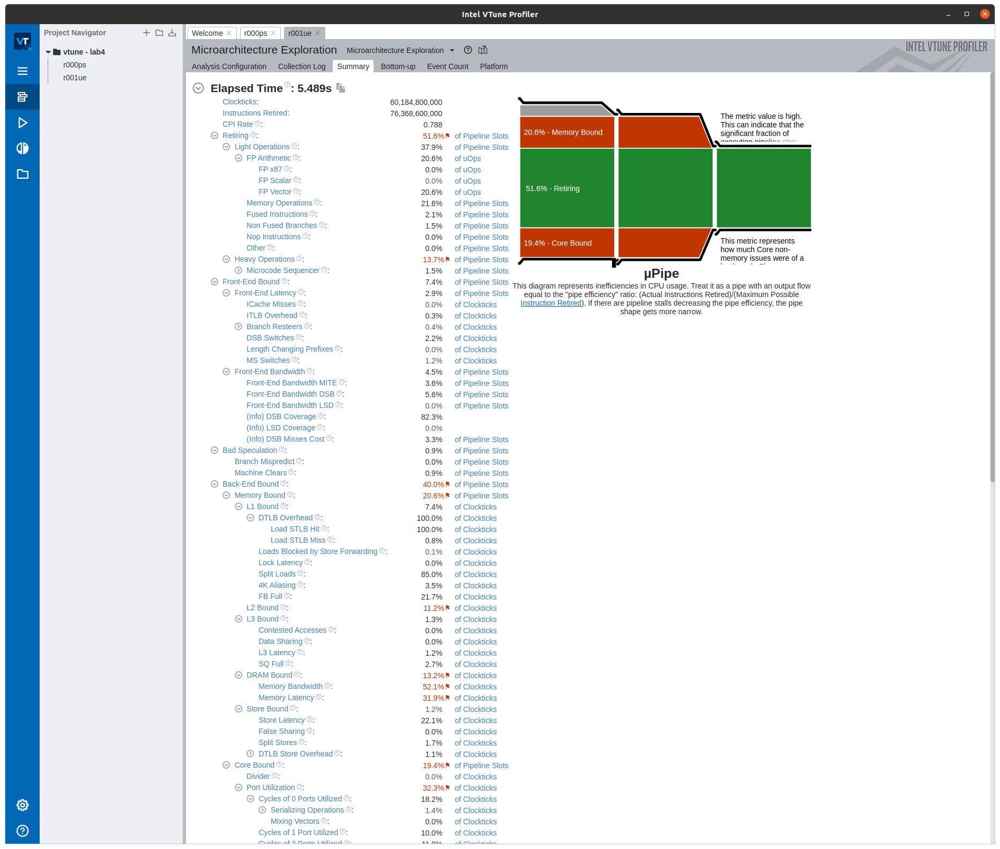 Intel VTune Profiler
VT
Project Navigator
vtune - lab4
r000ps
r001ue
Welcome
r000ps
r001ue
Microarchitecture Exploration
Microarchitecture Exploration
INTEL VTUNE PROFILER
Analysis Configuration
Collection Log
Summary
Bottom-up
Event Count
Platform
Elapsed Time : 5.489s
Clockticks: 60,184,800,000
Instructions Retired: 76,368,600,000
CPI Rate : 0.788
Retiring : 51.6% of Pipeline Slots
Light Operations : 37.9% of Pipeline Slots
FP Arithmetic : 20.6% of uOps
FP x87 : 0.0% of uOps
FP Scalar : 0.0% of uOps
FP Vector : 20.6% of uOps
Memory Operations : 21.6% of Pipeline Slots
Fused Instructions : 2.1% of Pipeline Slots
Non Fused Branches : 1.5% of Pipeline Slots
Nop Instructions : 0.0% of Pipeline Slots
Other : 0.0% of Pipeline Slots
Heavy Operations : 13.7% of Pipeline Slots
Microcode Sequencer : 1.5% of Pipeline Slots
Front-End Bound : 7.4% of Pipeline Slots
Front-End Latency : 2.9% of Pipeline Slots
ICache Misses : 0.0% of Clockticks
ITLB Overhead : 0.3% of Clockticks
Branch Resteers : 0.4% of Clockticks
DSB Switches : 2.2% of Clockticks
Length Changing Prefixes : 0.0% of Clockticks
MS Switches : 1.2% of Clockticks
Front-End Bandwidth : 4.5% of Pipeline Slots
Front-End Bandwidth MITE : 3.6% of Pipeline Slots
Front-End Bandwidth DSB : 5.6% of Pipeline Slots
Front-End Bandwidth LSD : 0.0% of Pipeline Slots
(Info) DSB Coverage : 82.3%
(Info) LSD Coverage : 0.0%
(Info) DSB Misses Cost : 3.3% of Pipeline Slots
Bad Speculation : 0.9% of Pipeline Slots
Branch Mispredict : 0.0% of Pipeline Slots
Machine Clears : 0.9% of Pipeline Slots
Back-End Bound : 40.0% of Pipeline Slots
Memory Bound : 20.6% of Pipeline Slots
L1 Bound : 7.4% of Clockticks
DTLB Overhead : 100.0% of Clockticks
Load STLB Hit : 100.0% of Clockticks
Load STLB Miss : 0.8% of Clockticks
Loads Blocked by Store Forwarding : 0.1% of Clockticks
Lock Latency : 0.0% of Clockticks
Split Loads : 85.0% of Clockticks
4K Aliasing : 3.5% of Clockticks
FB Full : 21.7% of Clockticks
L2 Bound : 11.2% of Clockticks
L3 Bound : 1.3% of Clockticks
Contested Accesses : 0.0% of Clockticks
Data Sharing : 0.0% of Clockticks
L3 Latency : 1.2% of Clockticks
SQ Full : 2.7% of Clockticks
DRAM Bound : 13.2% of Clockticks
Memory Bandwidth : 52.1% of Clockticks
Memory Latency : 31.9% of Clockticks
Store Bound : 1.2% of Clockticks
Store Latency : 22.1% of Clockticks
False Sharing : 0.0% of Clockticks
Split Stores : 1.7% of Clockticks
DTLB Store Overhead : 1.1% of Clockticks
Core Bound : 19.4% of Pipeline Slots
Divider : 0.0% of Clockticks
Port Utilization : 32.3% of Clockticks
Cycles of 0 Ports Utilized : 18.2% of Clockticks
Serializing Operations : 1.4% of Clockticks
Mixing Vectors : 0.0% of Clockticks
Cycles of 1 Port Utilized : 10.0% of Clockticks
Cycles of 2 Ports Utilized : 11.8% of Clockticks
20.6% - Memory Bound
51.6% - Retiring
19.4% - Core Bound
The metric value is high.
This can indicate that the
significant fraction of
execution pipeline slots
This metric represents
how much Core non-
memory issues were of a
µPipe
This diagram represents inefficiencies in CPU usage. Treat it as a pipe with an output flow
equal to the "pipe efficiency" ratio: (Actual Instructions Retired)/(Maximum Possible
Instruction Retired). If there are pipeline stalls decreasing the pipe efficiency, the pipe
shape gets more narrow.